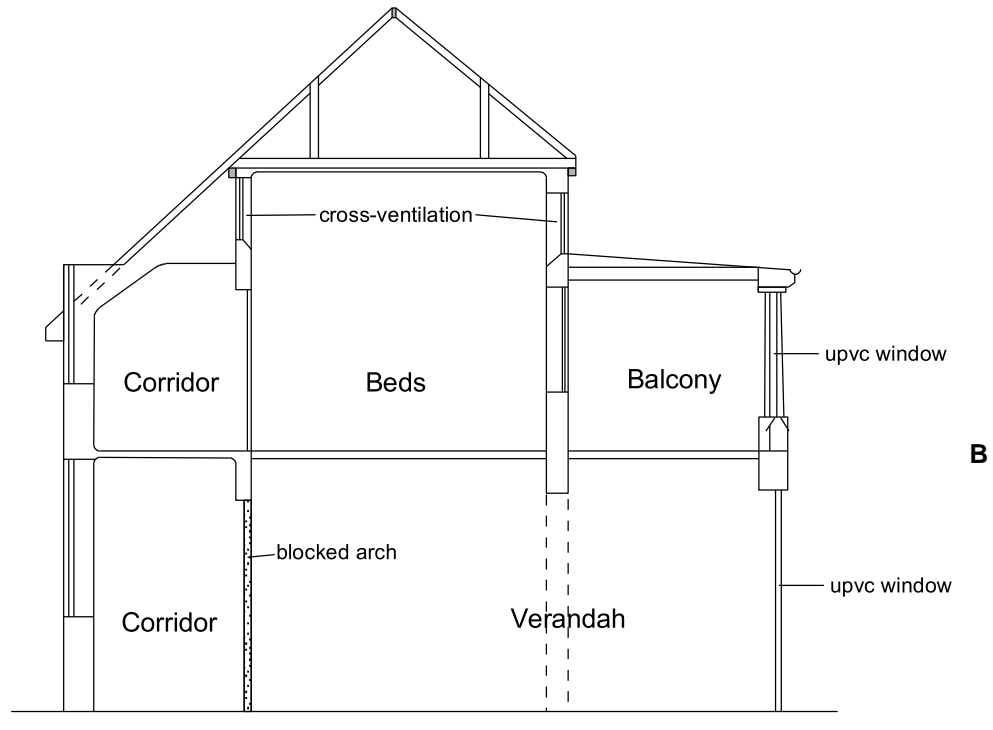 cross-ventilation
upvc window
Corridor
Beds
Balcony
B
blocked arch
upvc window
Corridor
Verandah